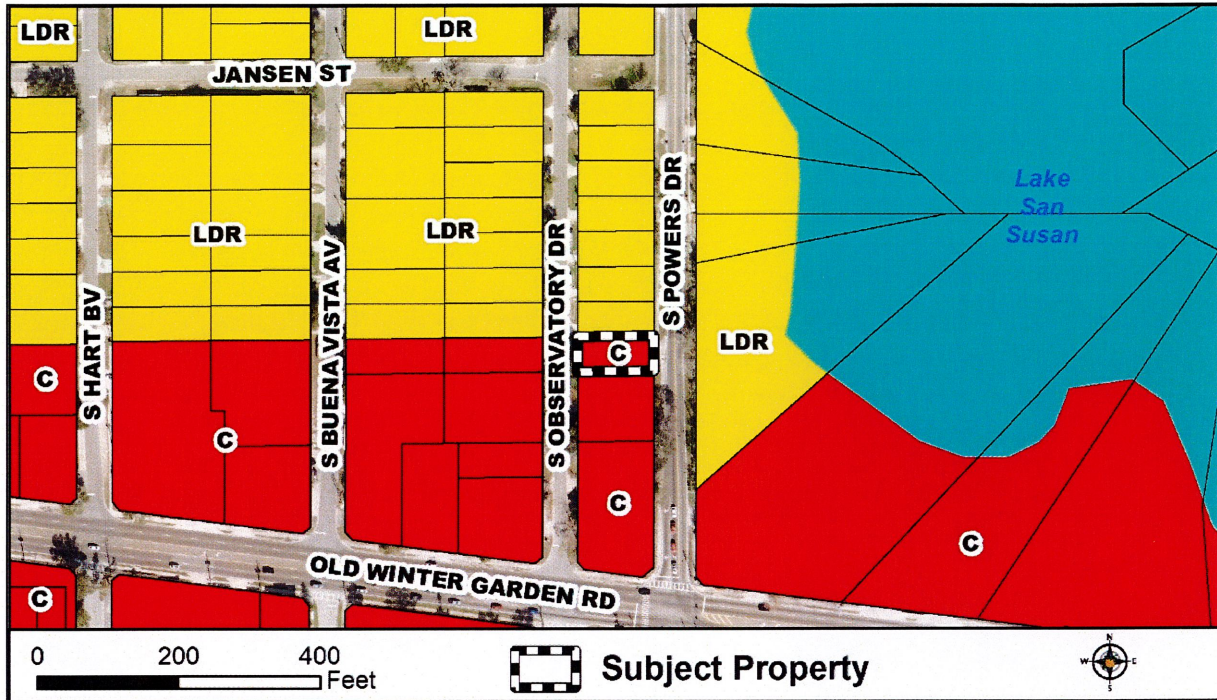 LDR
LDR
JANSEN ST
Lake
San
Susan
S POWERS DR
LDR
LDR
S HART BV
S BUENA VISTA AV
S OBSERVATORY DR
LDR
C
C
C
C
C
C
OLD WINTER GARDEN RD
0 200 400
Feet
Subject Property
N
W E
S